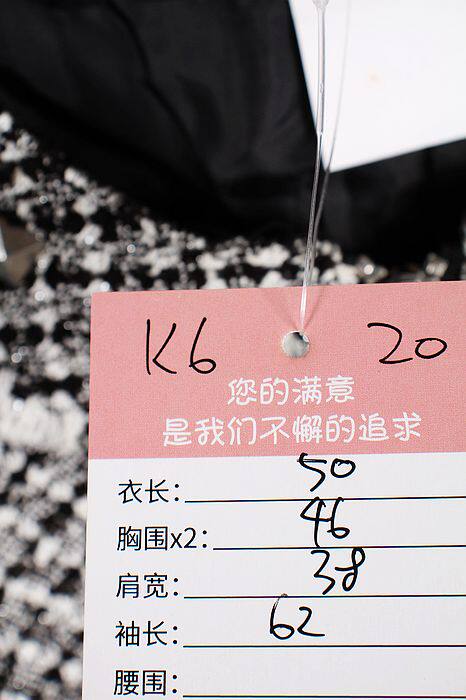 K6 20
您的满意
是我们不懈的追求
衣长: 50
胸围x2: 46
肩宽: 38
袖长: 62
腰围: